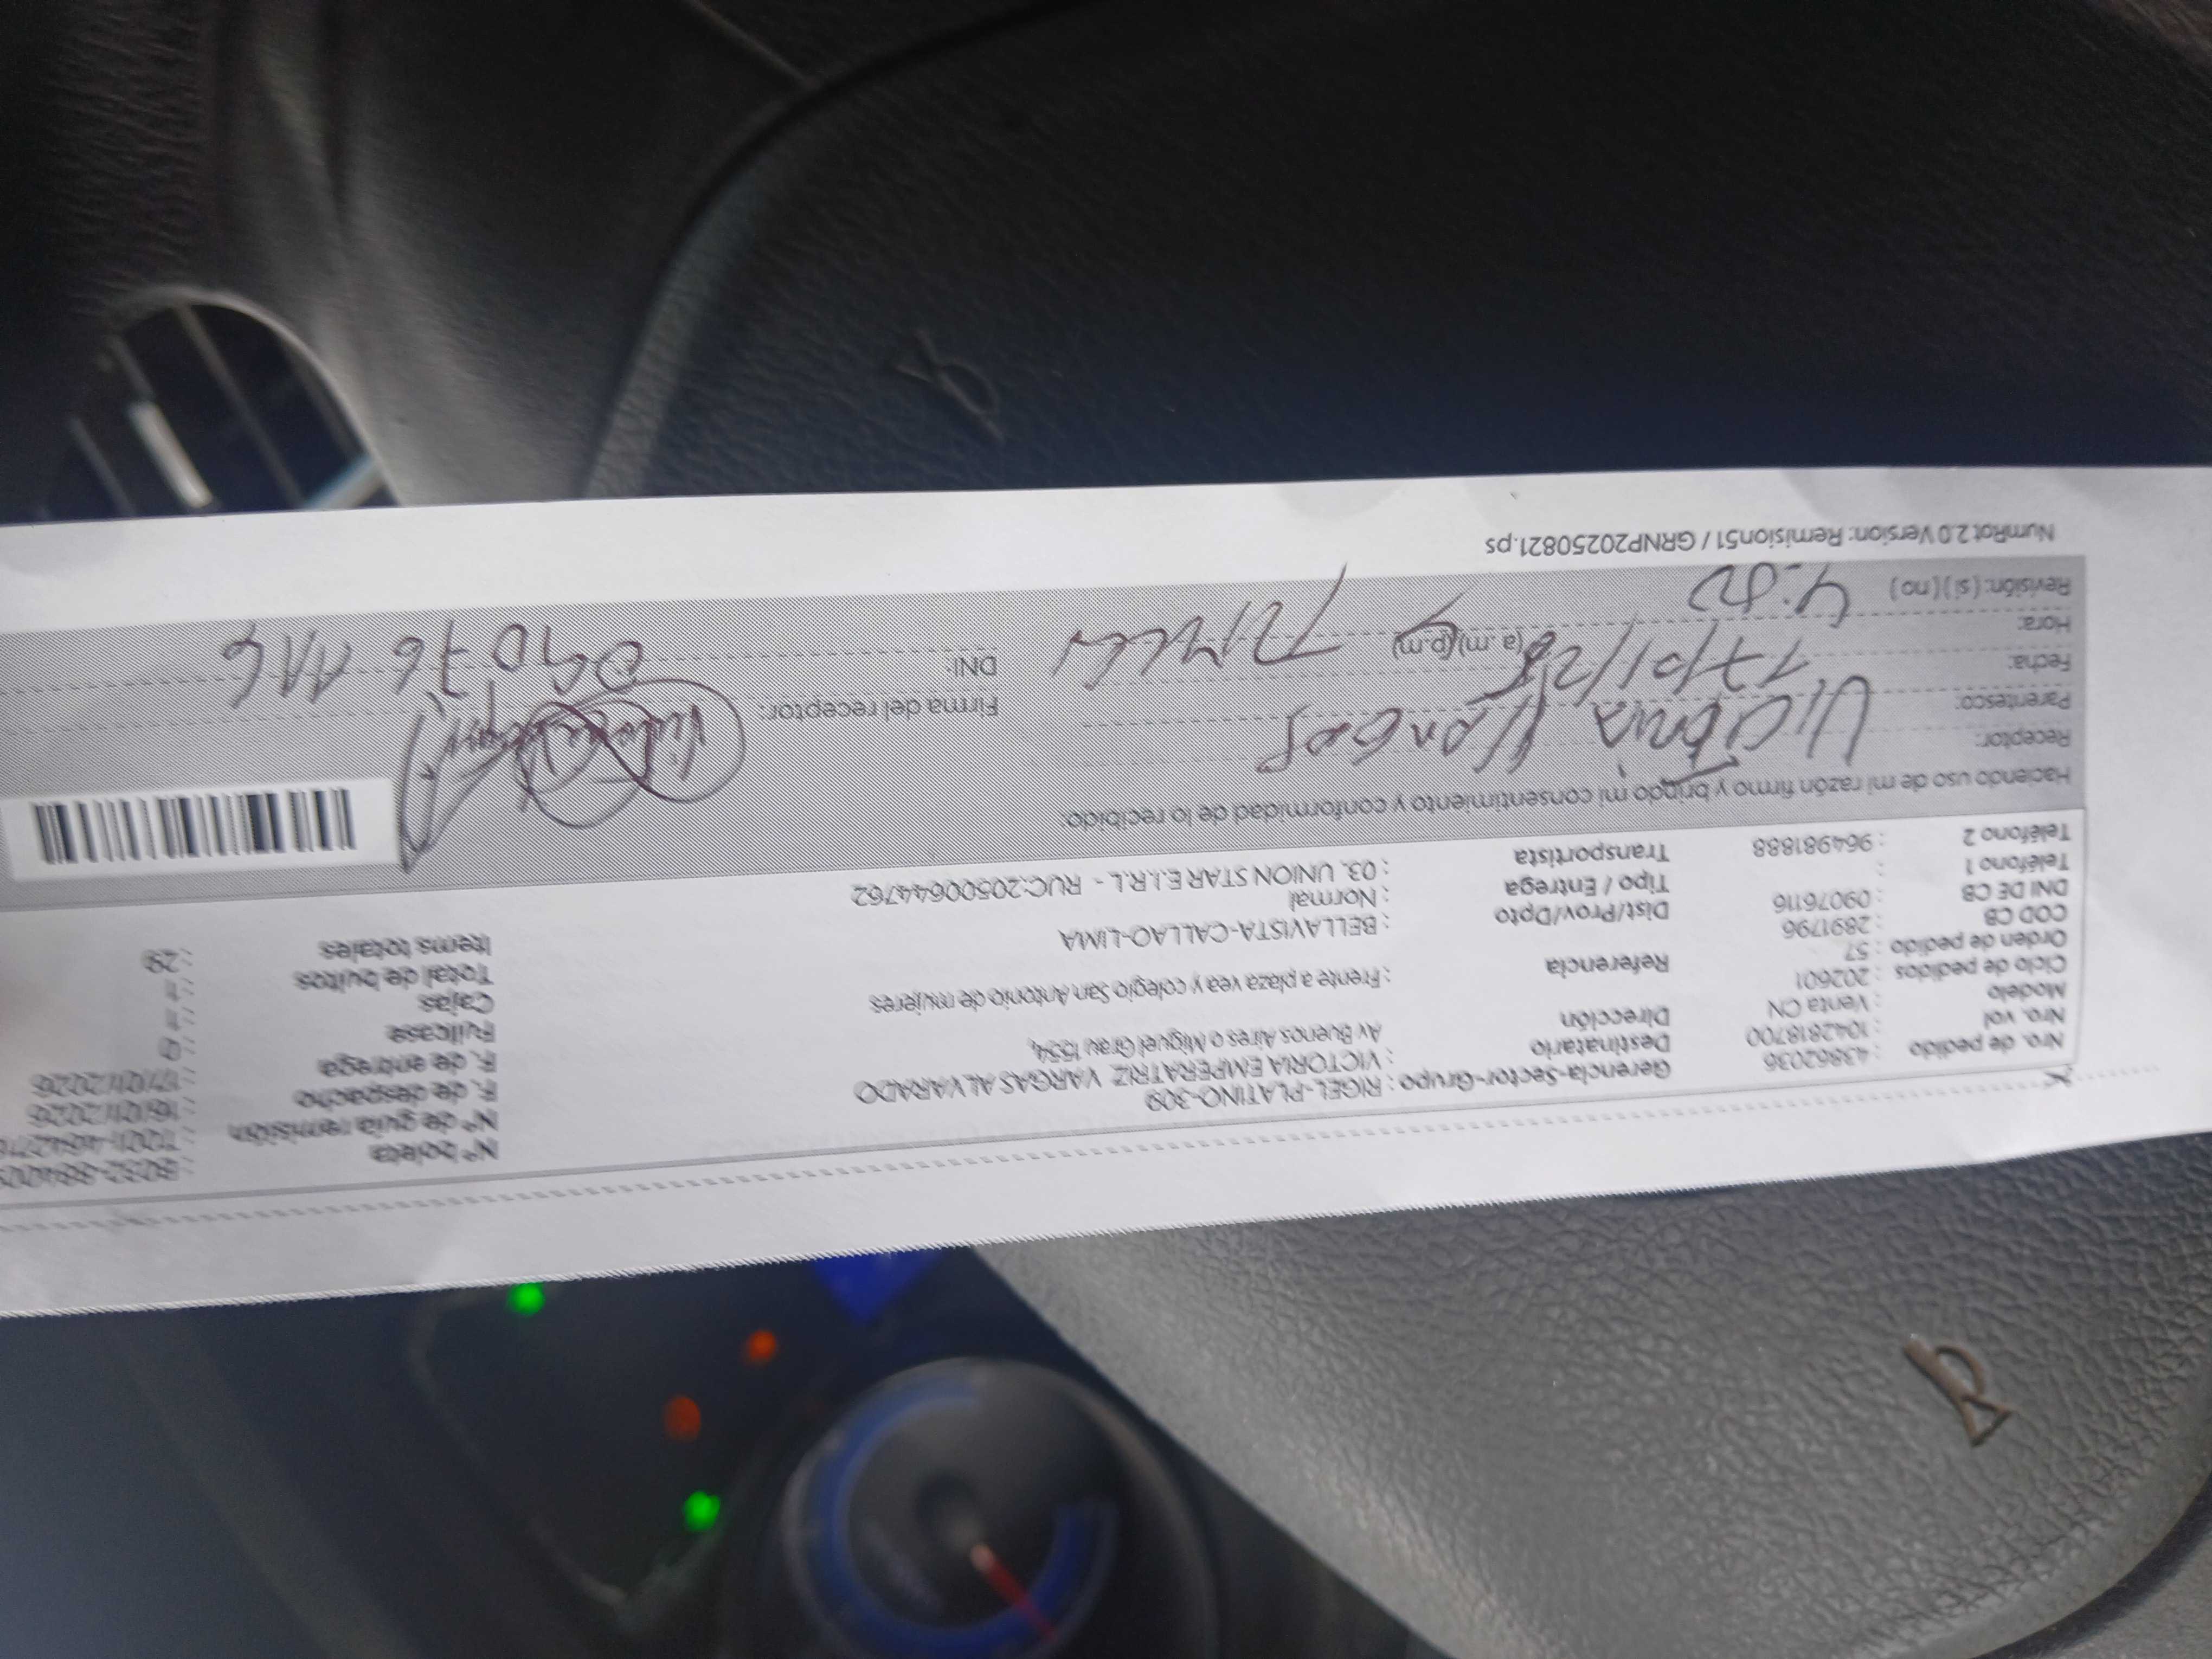 Nro. de pedido : 43862036
Nro. vol : 1042818700
Modelo : Venta CN
Ciclo de pedidos : 202601
Orden de pedido : 57
COD CB : 2891796
DNI DE CB : 09076116
Teléfono 1 :
Teléfono 2 : 964981888
Gerencia-Sector-Grupo : RIGEL-PLATINO-309
Destinatario : VICTORIA EMPERATRIZ VARGAS ALVARADO
Dirección Av Buenos Aires o Miguel Grau 1534,
Referencia : Frente a plaza vea y colegio San Antonio de mujeres
Dist/Prov/Dpto : BELLAVISTA-CALLAO-LIMA
Tipo / Entrega : Normal
Transportista : 03. UNION STAR E.I.R.L - RUC:20500644762
N° boleta
N° de guía remisión
F. de despacho : 16/01/2026
F. de entrega : 17/01/2026
Fullcase : 0
Cajas : 1
Total de bultos : 1
Items totales : 29
Haciendo uso de mi razón firmo y brindo mi consentimiento y conformidad de lo recibido:
Receptor: Victoria Vargas
Parentesco:
Fecha: 17/01/26
Hora: 4:50 (a.m)(p.m)
Revisión: (si)(no)
Firma del receptor:
DNI: 09076116
NumRot 2.0 Version: Remision51 / GRNP20250821.ps